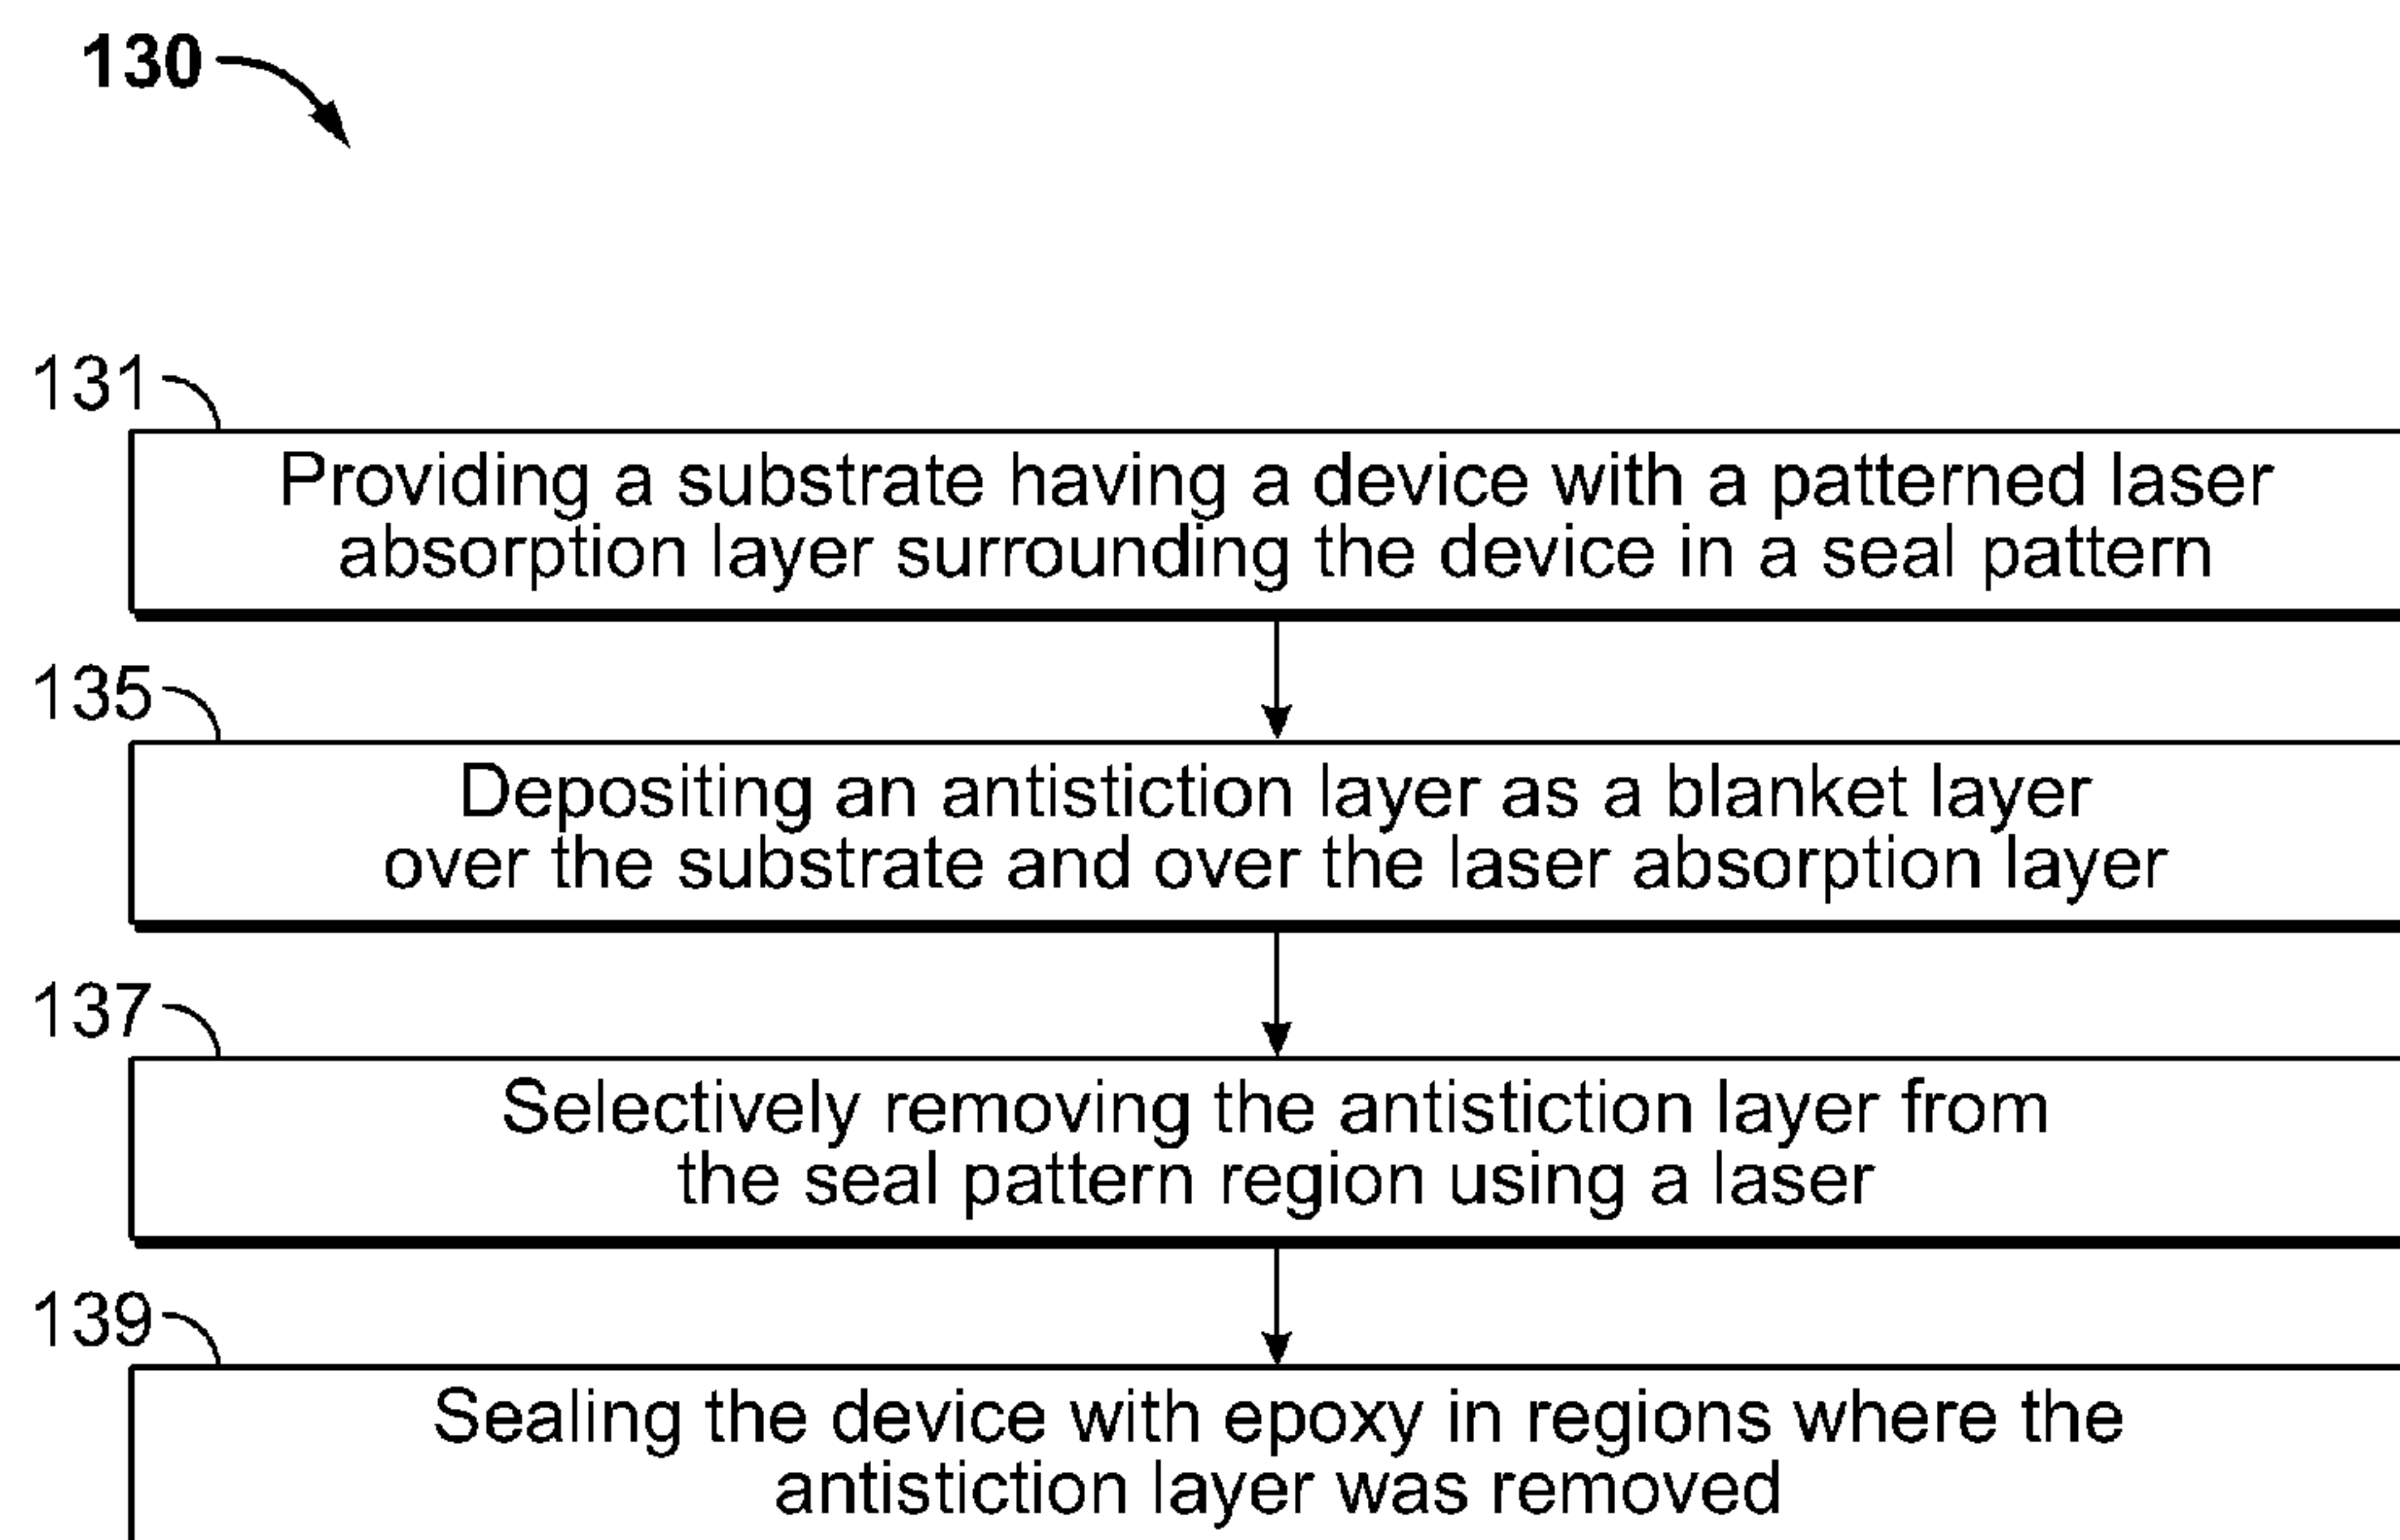 130
131
Providing a substrate having a device with a patterned laser
absorption layer surrounding the device in a seal pattern
135
Depositing an antistiction layer as a blanket layer
over the substrate and over the laser absorption layer
137
Selectively removing the antistiction layer from
the seal pattern region using a laser
139
Sealing the device with epoxy in regions where the
antistiction layer was removed